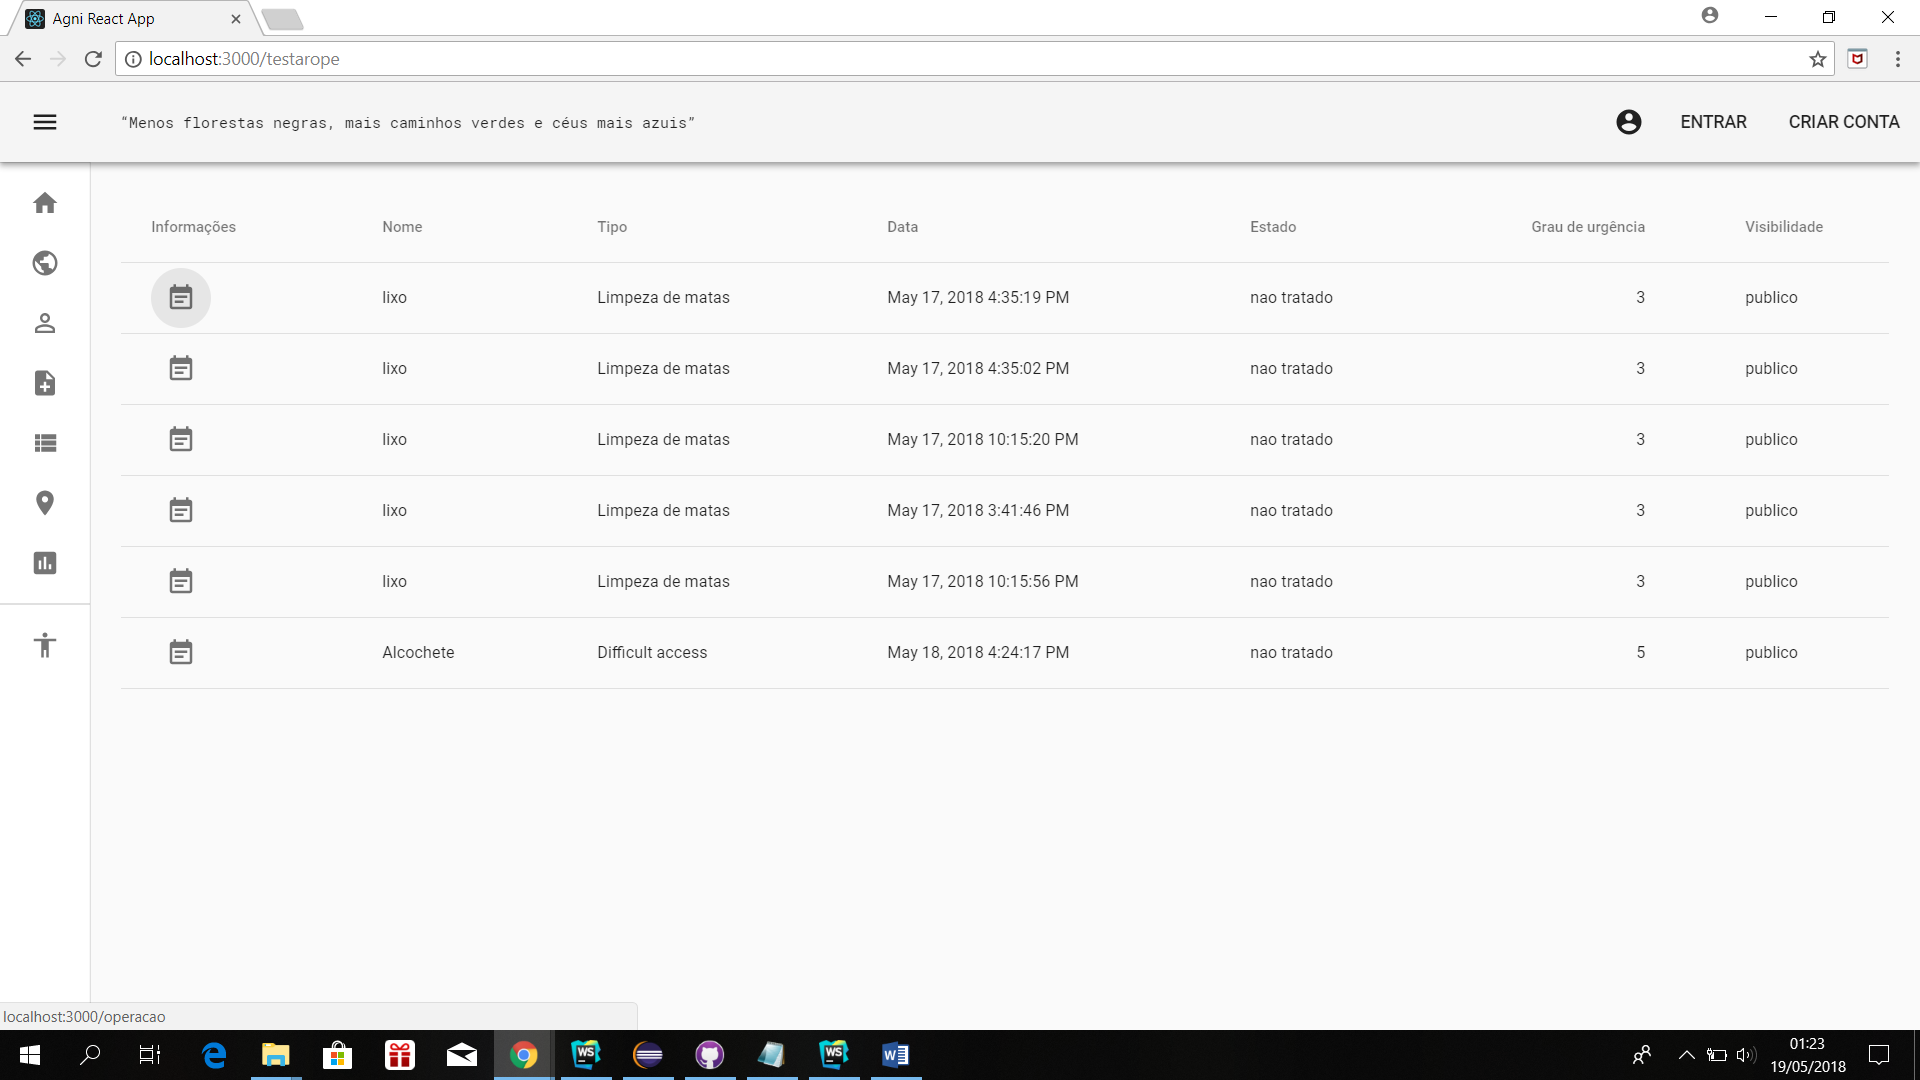 Agni React App
localhost:3000/testarope
“Menos florestas negras, mais caminhos verdes e céus mais azuis”
ENTRAR
CRIAR CONTA
Informações Nome Tipo Data Estado Grau de urgência Visibilidade
lixo Limpeza de matas May 17, 2018 4:35:19 PM nao tratado 3 publico
lixo Limpeza de matas May 17, 2018 4:35:02 PM nao tratado 3 publico
lixo Limpeza de matas May 17, 2018 10:15:20 PM nao tratado 3 publico
lixo Limpeza de matas May 17, 2018 3:41:46 PM nao tratado 3 publico
lixo Limpeza de matas May 17, 2018 10:15:56 PM nao tratado 3 publico
Alcochete Difficult access May 18, 2018 4:24:17 PM nao tratado 5 publico
localhost:3000/operacao
WS
WS
W
01:23
19/05/2018